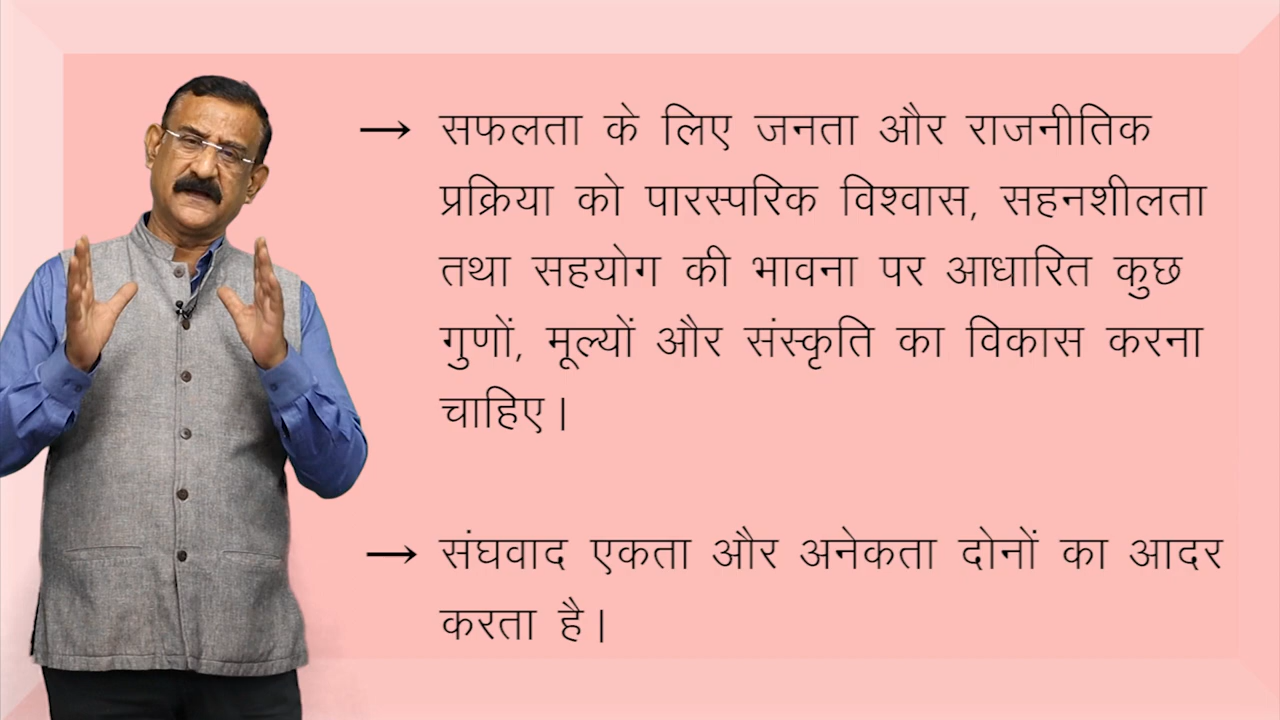 → सफलता के लिए जनता और राजनीतिक
प्रक्रिया को पारस्परिक विश्वास, सहनशीलता
तथा सहयोग की भावना पर आधारित कुछ
गुणों, मूल्यों और संस्कृति का विकास करना
चाहिए।
→ संघवाद एकता और अनेकता दोनों का आदर
करता है।